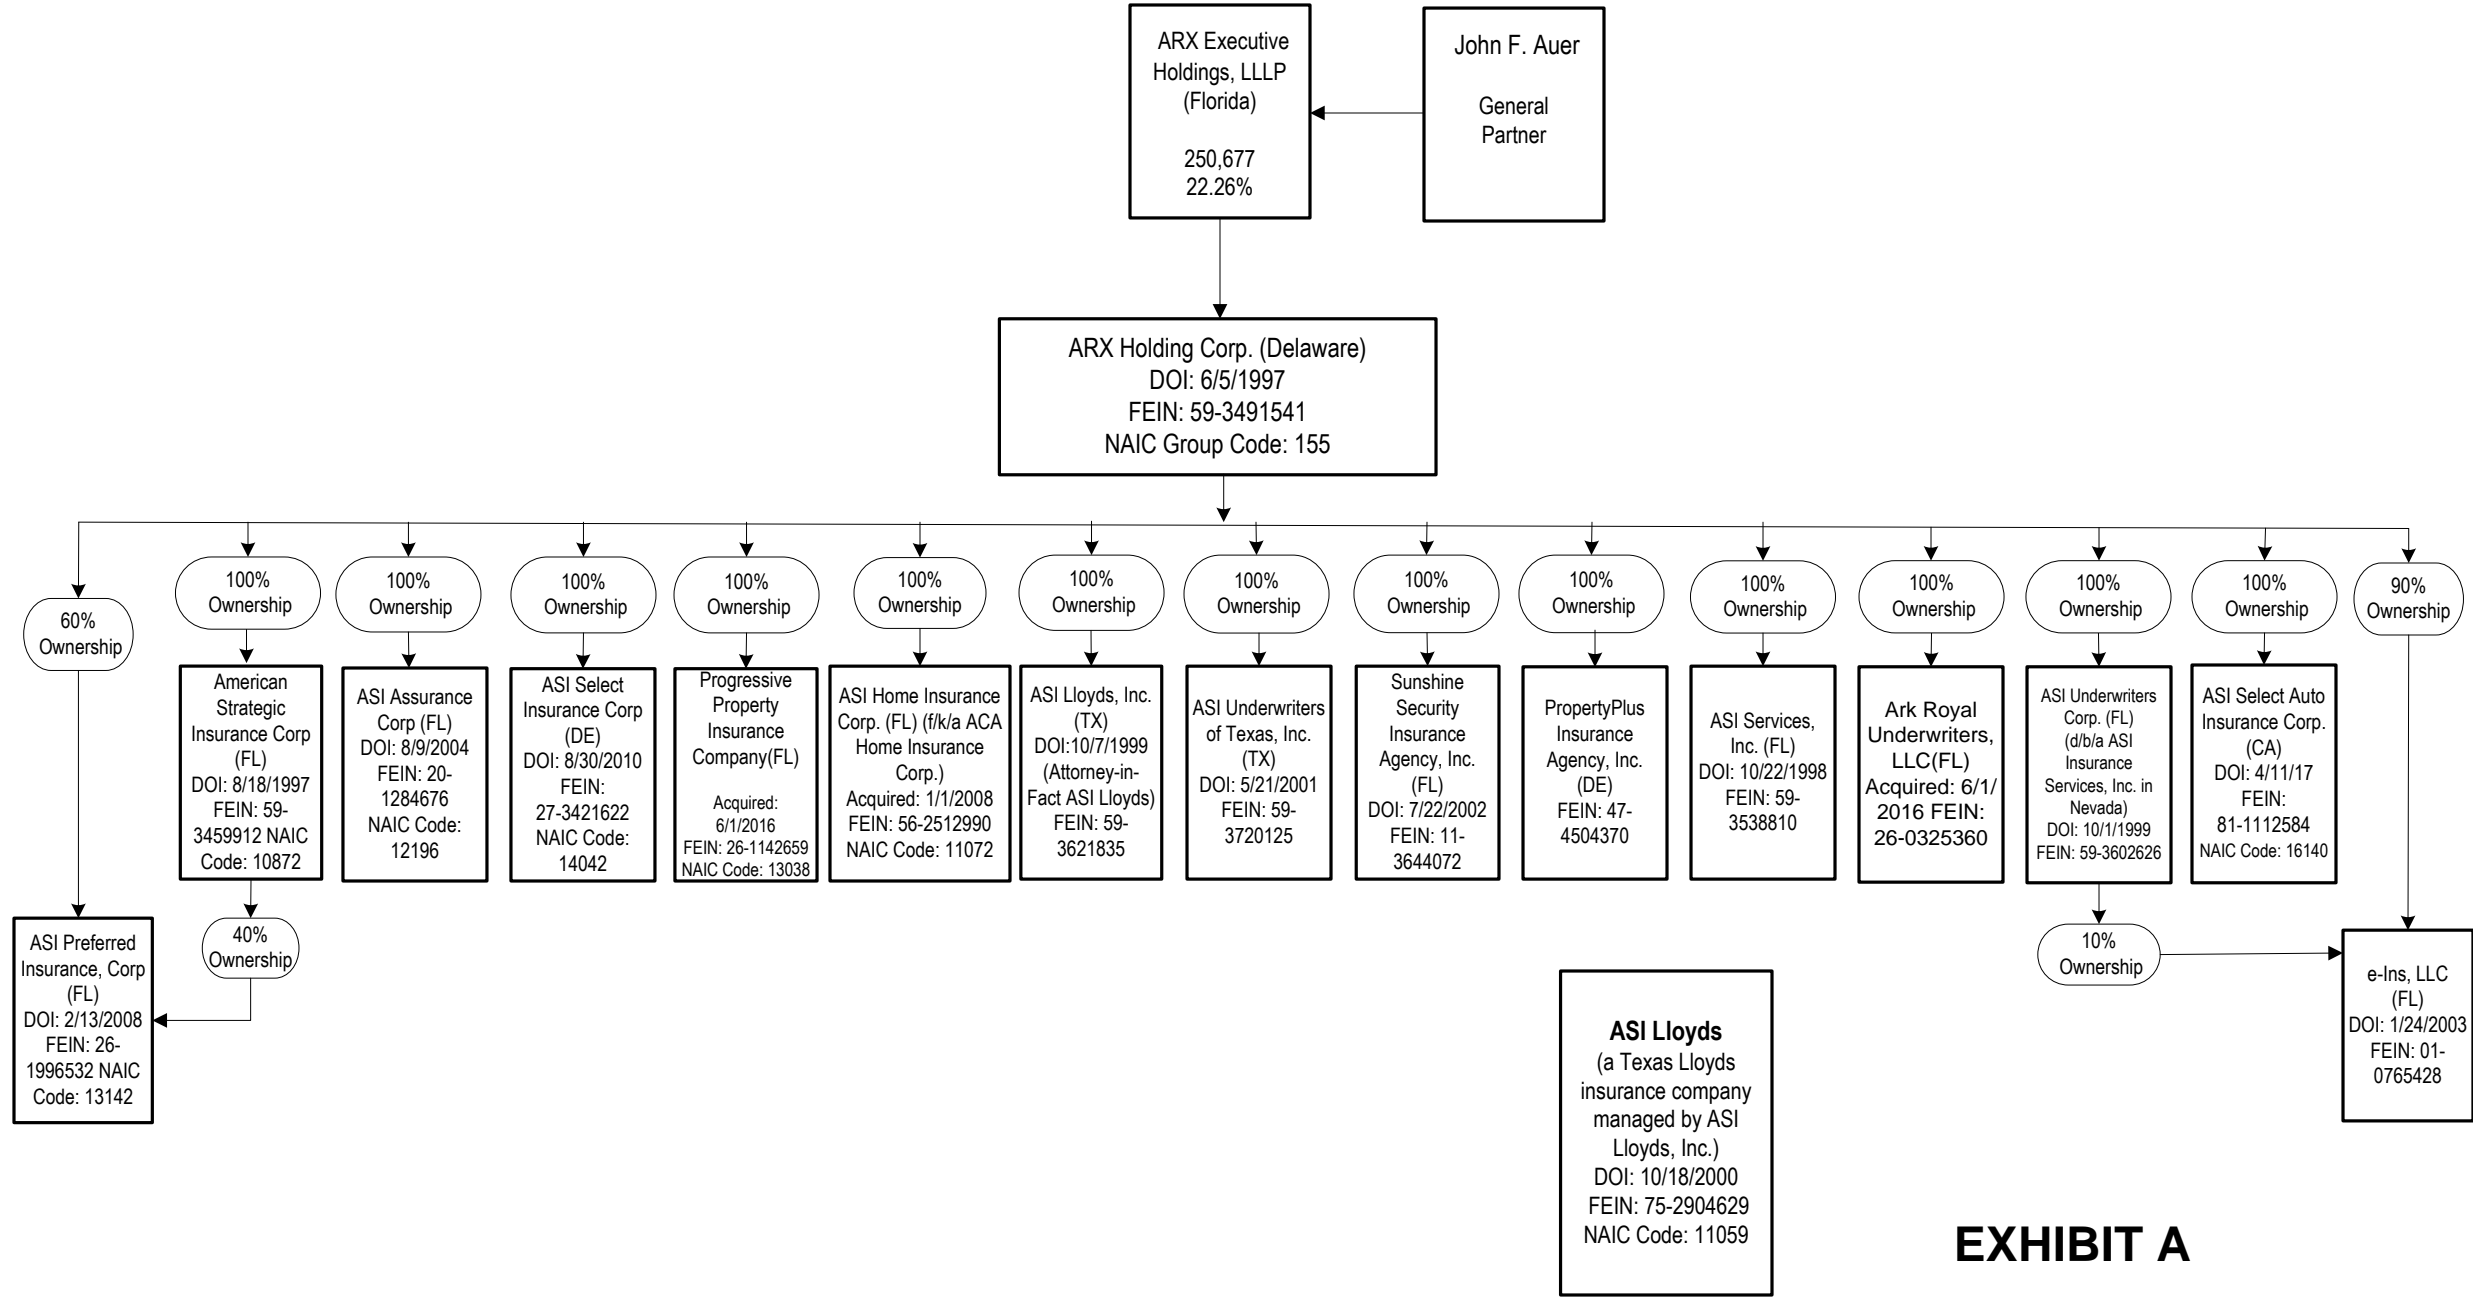 ARX Executive
Holdings, LLLP
(Florida)
250,677
22.26%
John F. Auer
General
Partner
ARX Holding Corp. (Delaware)
DOI: 6/5/1997
FEIN: 59-3491541
NAIC Group Code: 155
60%
Ownership
100%
Ownership
100%
Ownership
100%
Ownership
100%
Ownership
100%
Ownership
100%
Ownership
100%
Ownership
100%
Ownership
100%
Ownership
100%
Ownership
100%
Ownership
100%
Ownership
100%
Ownership
90%
Ownership
American
Strategic
Insurance Corp
(FL)
DOI: 8/18/1997
FEIN: 59-
3459912 NAIC
Code: 10872
ASI Assurance
Corp (FL)
DOI: 8/9/2004
FEIN: 20-
1284676
NAIC Code:
12196
ASI Select
Insurance Corp
(DE)
DOI: 8/30/2010
FEIN:
27-3421622
NAIC Code:
14042
Progressive
Property
Insurance
Company(FL)
Acquired:
6/1/2016
FEIN: 26-1142659
NAIC Code: 13038
ASI Home Insurance
Corp. (FL) (f/k/a ACA
Home Insurance
Corp.)
Acquired: 1/1/2008
FEIN: 56-2512990
NAIC Code: 11072
ASI Lloyds, Inc.
(TX)
DOI:10/7/1999
(Attorney-in-
Fact ASI Lloyds)
FEIN: 59-
3621835
ASI Underwriters
of Texas, Inc.
(TX)
DOI: 5/21/2001
FEIN: 59-
3720125
Sunshine
Security
Insurance
Agency, Inc.
(FL)
DOI: 7/22/2002
FEIN: 11-
3644072
PropertyPlus
Insurance
Agency, Inc.
(DE)
FEIN: 47-
4504370
ASI Services,
Inc. (FL)
DOI: 10/22/1998
FEIN: 59-
3538810
Ark Royal
Underwriters,
LLC(FL)
Acquired: 6/1/
2016 FEIN:
26-0325360
ASI Underwriters
Corp. (FL)
(d/b/a ASI
Insurance
Services, Inc. in
Nevada)
DOI: 10/1/1999
FEIN: 59-3602626
ASI Select Auto
Insurance Corp.
(CA)
DOI: 4/11/17
FEIN:
81-1112584
NAIC Code: 16140
40%
Ownership
10%
Ownership
ASI Preferred
Insurance, Corp
(FL)
DOI: 2/13/2008
FEIN: 26-
1996532 NAIC
Code: 13142
e-Ins, LLC
(FL)
DOI: 1/24/2003
FEIN: 01-
0765428
ASI Lloyds
(a Texas Lloyds
insurance company
managed by ASI
Lloyds, Inc.)
DOI: 10/18/2000
FEIN: 75-2904629
NAIC Code: 11059
EXHIBIT A